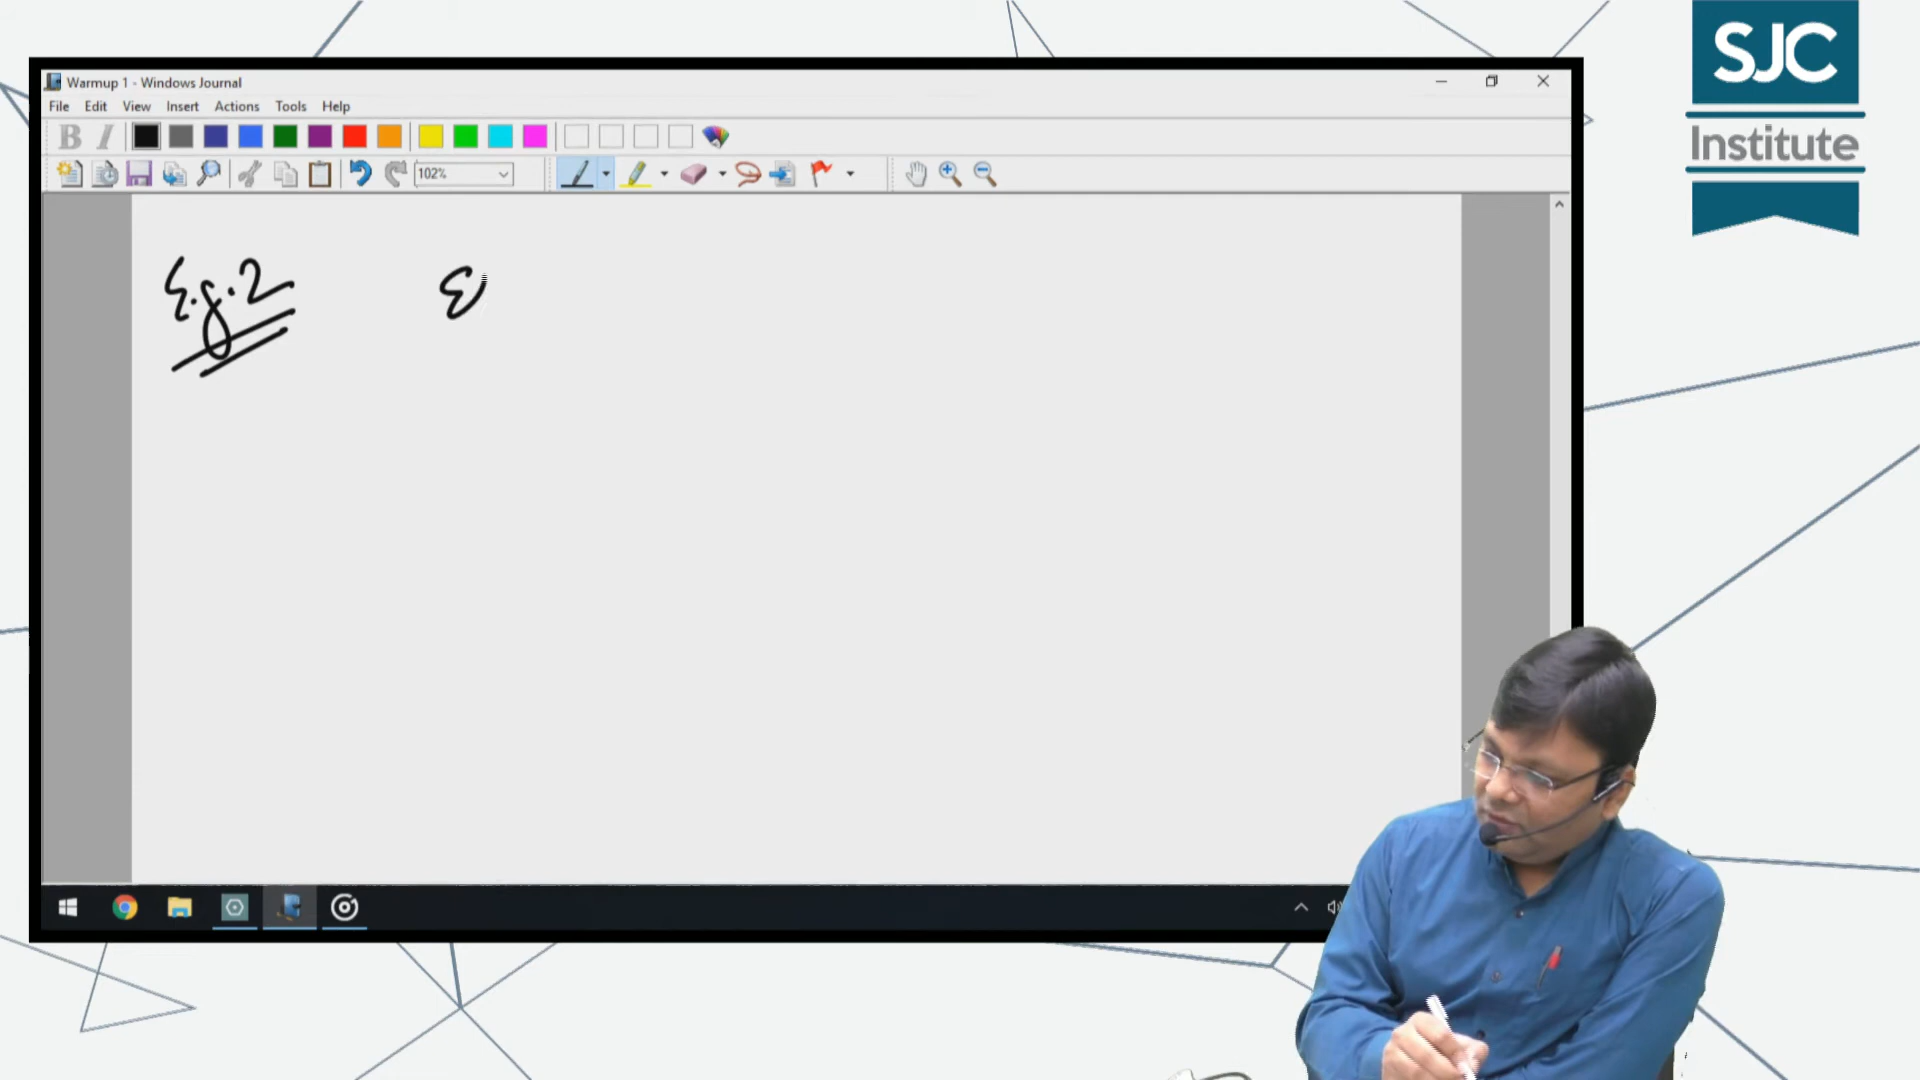 SJC
Institute
Warmup 1 - Windows Journal
File Edit View Insert Actions Tools Help
B I
102%
E.g.2 E